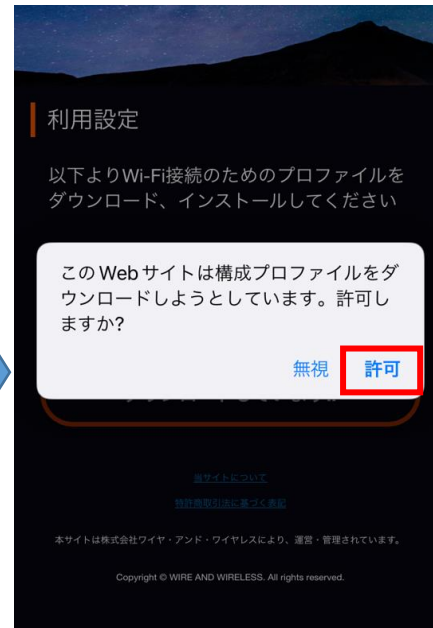 利用設定
以下よりWi-Fi接続のためのプロファイルを
ダウンロード、インストールしてください
このWebサイトは構成プロファイルをダ
ウンロードしようとしています。許可し
ますか?
無視 許可
当サイトについて
特許商取引法に基づく表記
本サイトは株式会社ワイヤ・アンド・ワイヤレスにより、運営・管理されています。
Copyright © WIRE AND WIRELESS. All rights reserved.